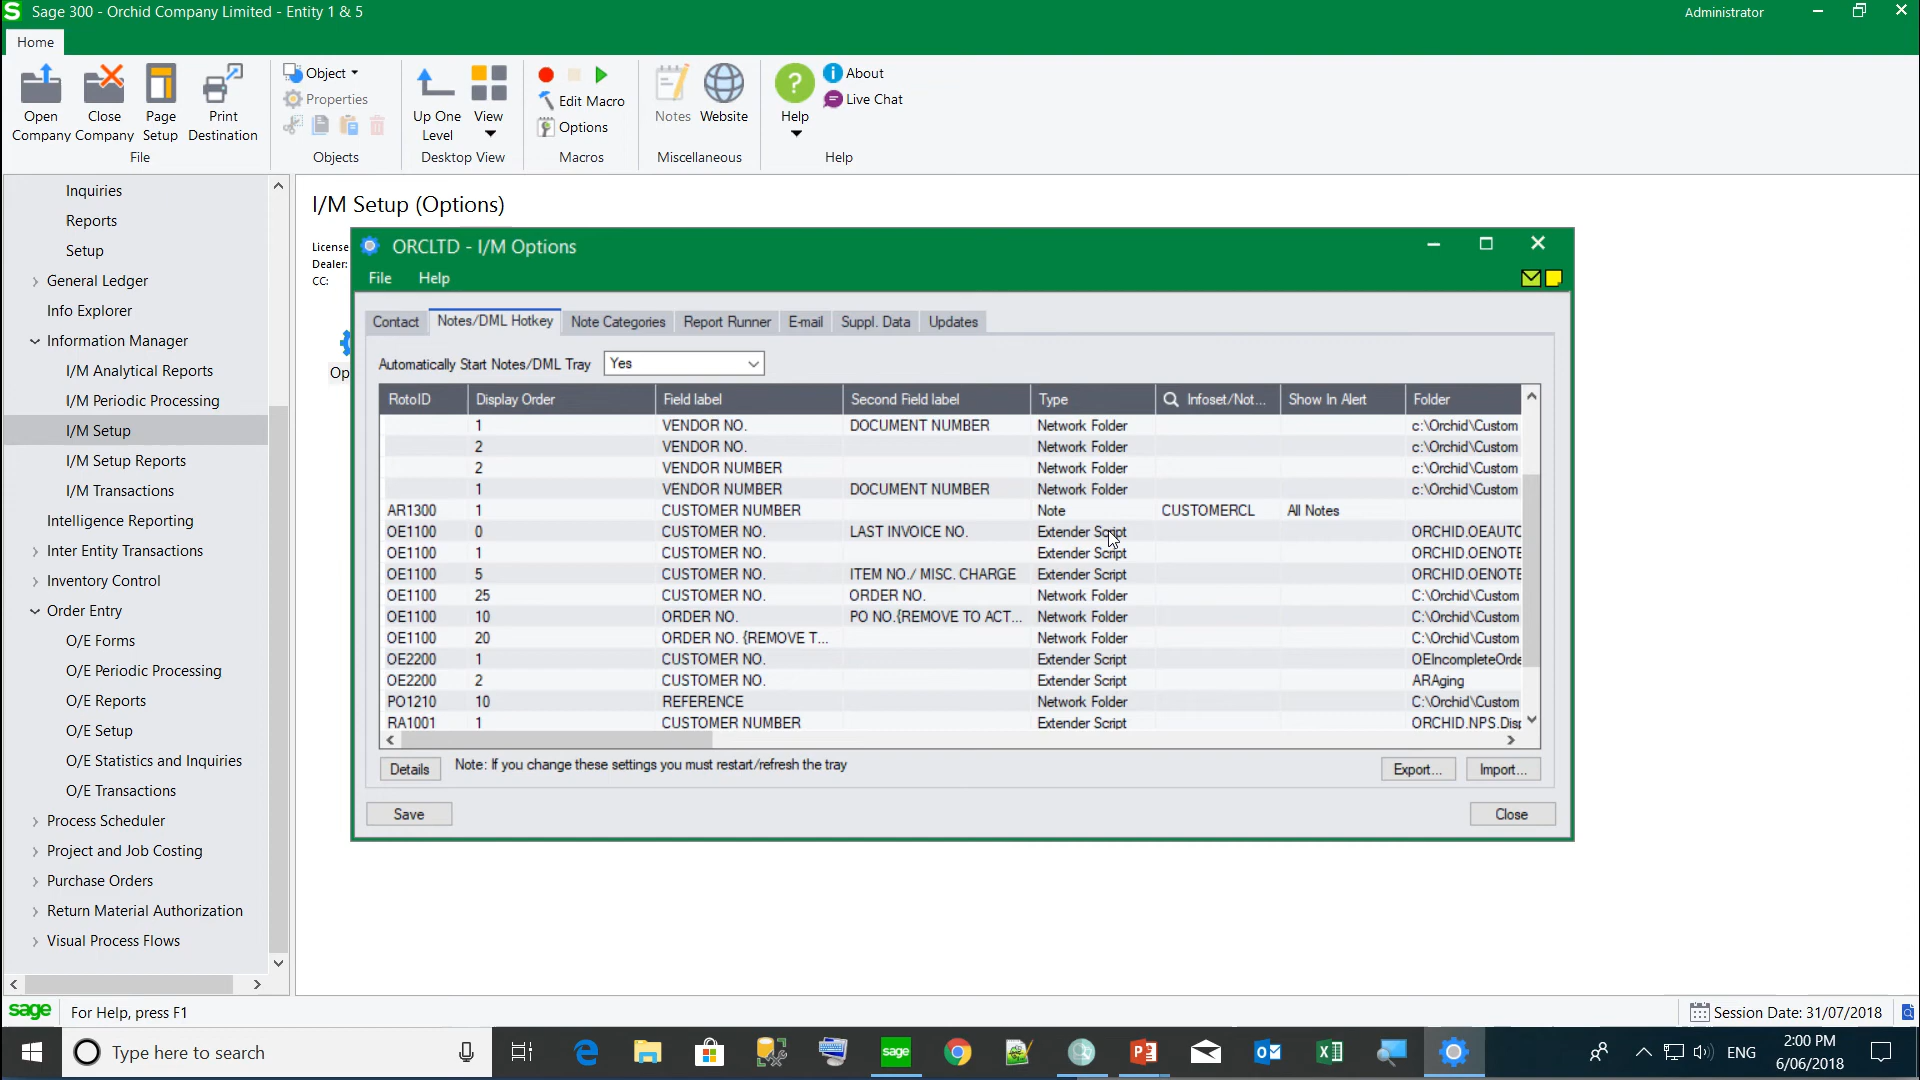 S Sage 300 - Orchid Company Limited - Entity 1 & 5
Administrator
Home
Open Company
Close Company
Page Setup
Print Destination
File
Object
Properties
Objects
Up One Level
View
Desktop View
Edit Macro
Options
Macros
Notes
Website
Miscellaneous
Help
About
Live Chat
Help
Inquiries
Reports
Setup
General Ledger
Info Explorer
Information Manager
I/M Analytical Reports
I/M Periodic Processing
I/M Setup
I/M Setup Reports
I/M Transactions
Intelligence Reporting
Inter Entity Transactions
Inventory Control
Order Entry
O/E Forms
O/E Periodic Processing
O/E Reports
O/E Setup
O/E Statistics and Inquiries
O/E Transactions
Process Scheduler
Project and Job Costing
Purchase Orders
Return Material Authorization
Visual Process Flows
I/M Setup (Options)
License
Dealer:
CC:
Op
ORCLTD - I/M Options
File Help
Contact Notes/DML Hotkey Note Categories Report Runner E-mail Suppl. Data Updates
Automatically Start Notes/DML Tray Yes
RotoID Display Order Field label Second Field label Type Infoset/Not... Show In Alert Folder
1 VENDOR NO. DOCUMENT NUMBER Network Folder c:\Orchid\Custom
2 VENDOR NO. Network Folder c:\Orchid\Custom
2 VENDOR NUMBER Network Folder c:\Orchid\Custom
1 VENDOR NUMBER DOCUMENT NUMBER Network Folder c:\Orchid\Custom
AR1300 1 CUSTOMER NUMBER Note CUSTOMERCL All Notes
OE1100 0 CUSTOMER NO. LAST INVOICE NO. Extender Script ORCHID.OEAUTO
OE1100 1 CUSTOMER NO. Extender Script ORCHID.OENOTE
OE1100 5 CUSTOMER NO. ITEM NO./ MISC. CHARGE Extender Script ORCHID.OENOTE
OE1100 25 CUSTOMER NO. ORDER NO. Network Folder C:\Orchid\Custom
OE1100 10 ORDER NO. PO NO.{REMOVE TO ACT... Network Folder C:\Orchid\Custom
OE1100 20 ORDER NO. {REMOVE T... Network Folder C:\Orchid\Custom
OE2200 1 CUSTOMER NO. Extender Script OEIncompleteOrde
OE2200 2 CUSTOMER NO. Extender Script ARAging
PO1210 10 REFERENCE Network Folder C:\Orchid\Custom
RA1001 1 CUSTOMER NUMBER Extender Script ORCHID.NPS.Disp
Details Note: If you change these settings you must restart/refresh the tray Export... Import...
Save Close
sage For Help, press F1
Session Date: 31/07/2018
Type here to search
sage
ENG
2:00 PM
6/06/2018